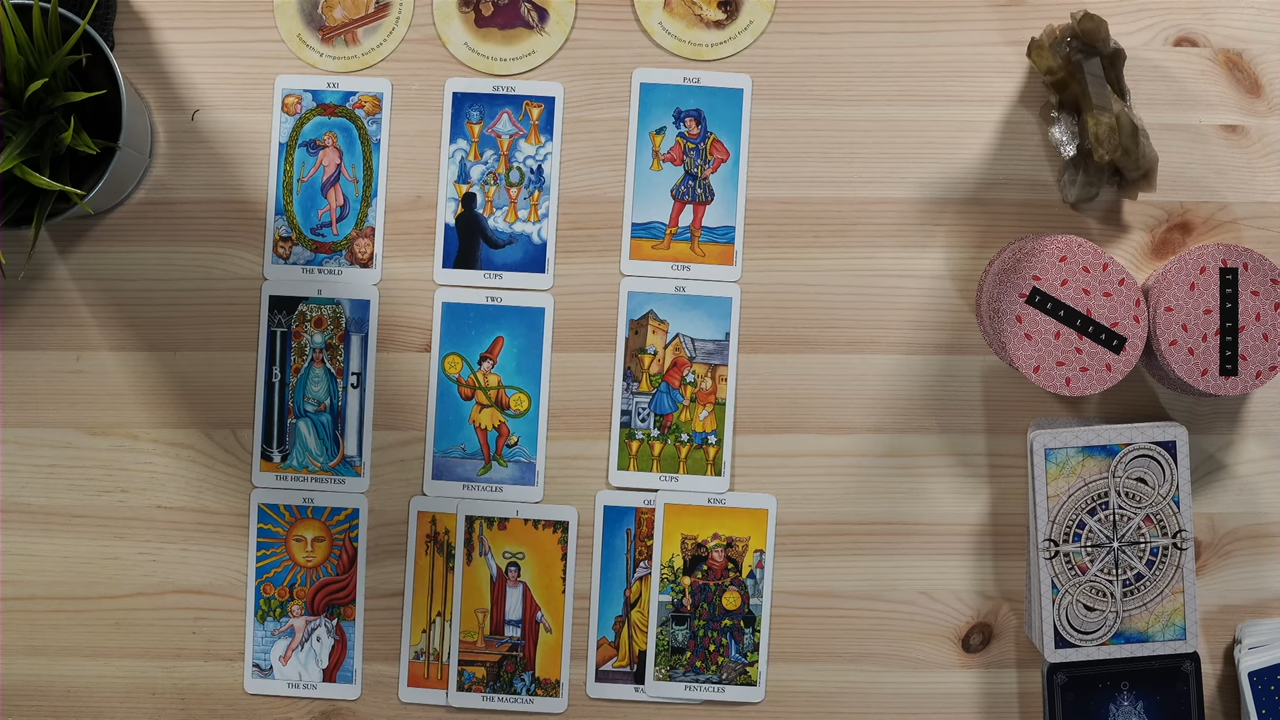 Something important, such as a new job or a
Problems to be resolved.
Protection from a powerful friend.
XXI
THE WORLD
SEVEN
CUPS
PAGE
CUPS
II
B
J
THE HIGH PRIESTESS
TWO
PENTACLES
SIX
CUPS
XIX
THE SUN
I
THE MAGICIAN
KING
PENTACLES
TEA LEAF
TEA LEAF